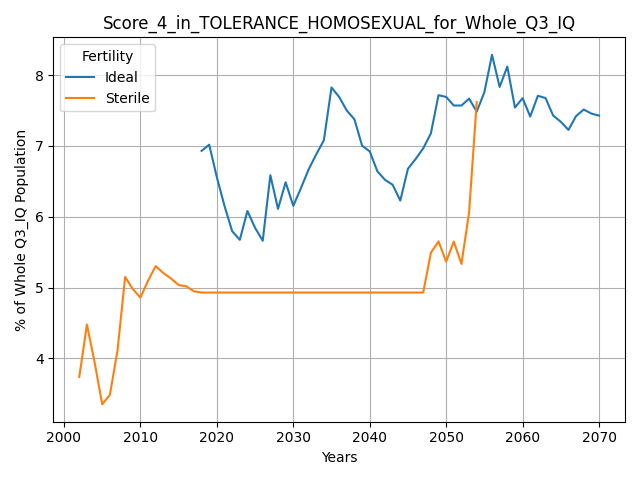 Score_4_in_TOLERANCE_HOMOSEXUAL_for_Whole_Q3_IQ
Fertility
Ideal
Sterile
% of Whole Q3_IQ Population
8
7
6
5
4
2000 2010 2020 2030 2040 2050 2060 2070
Years